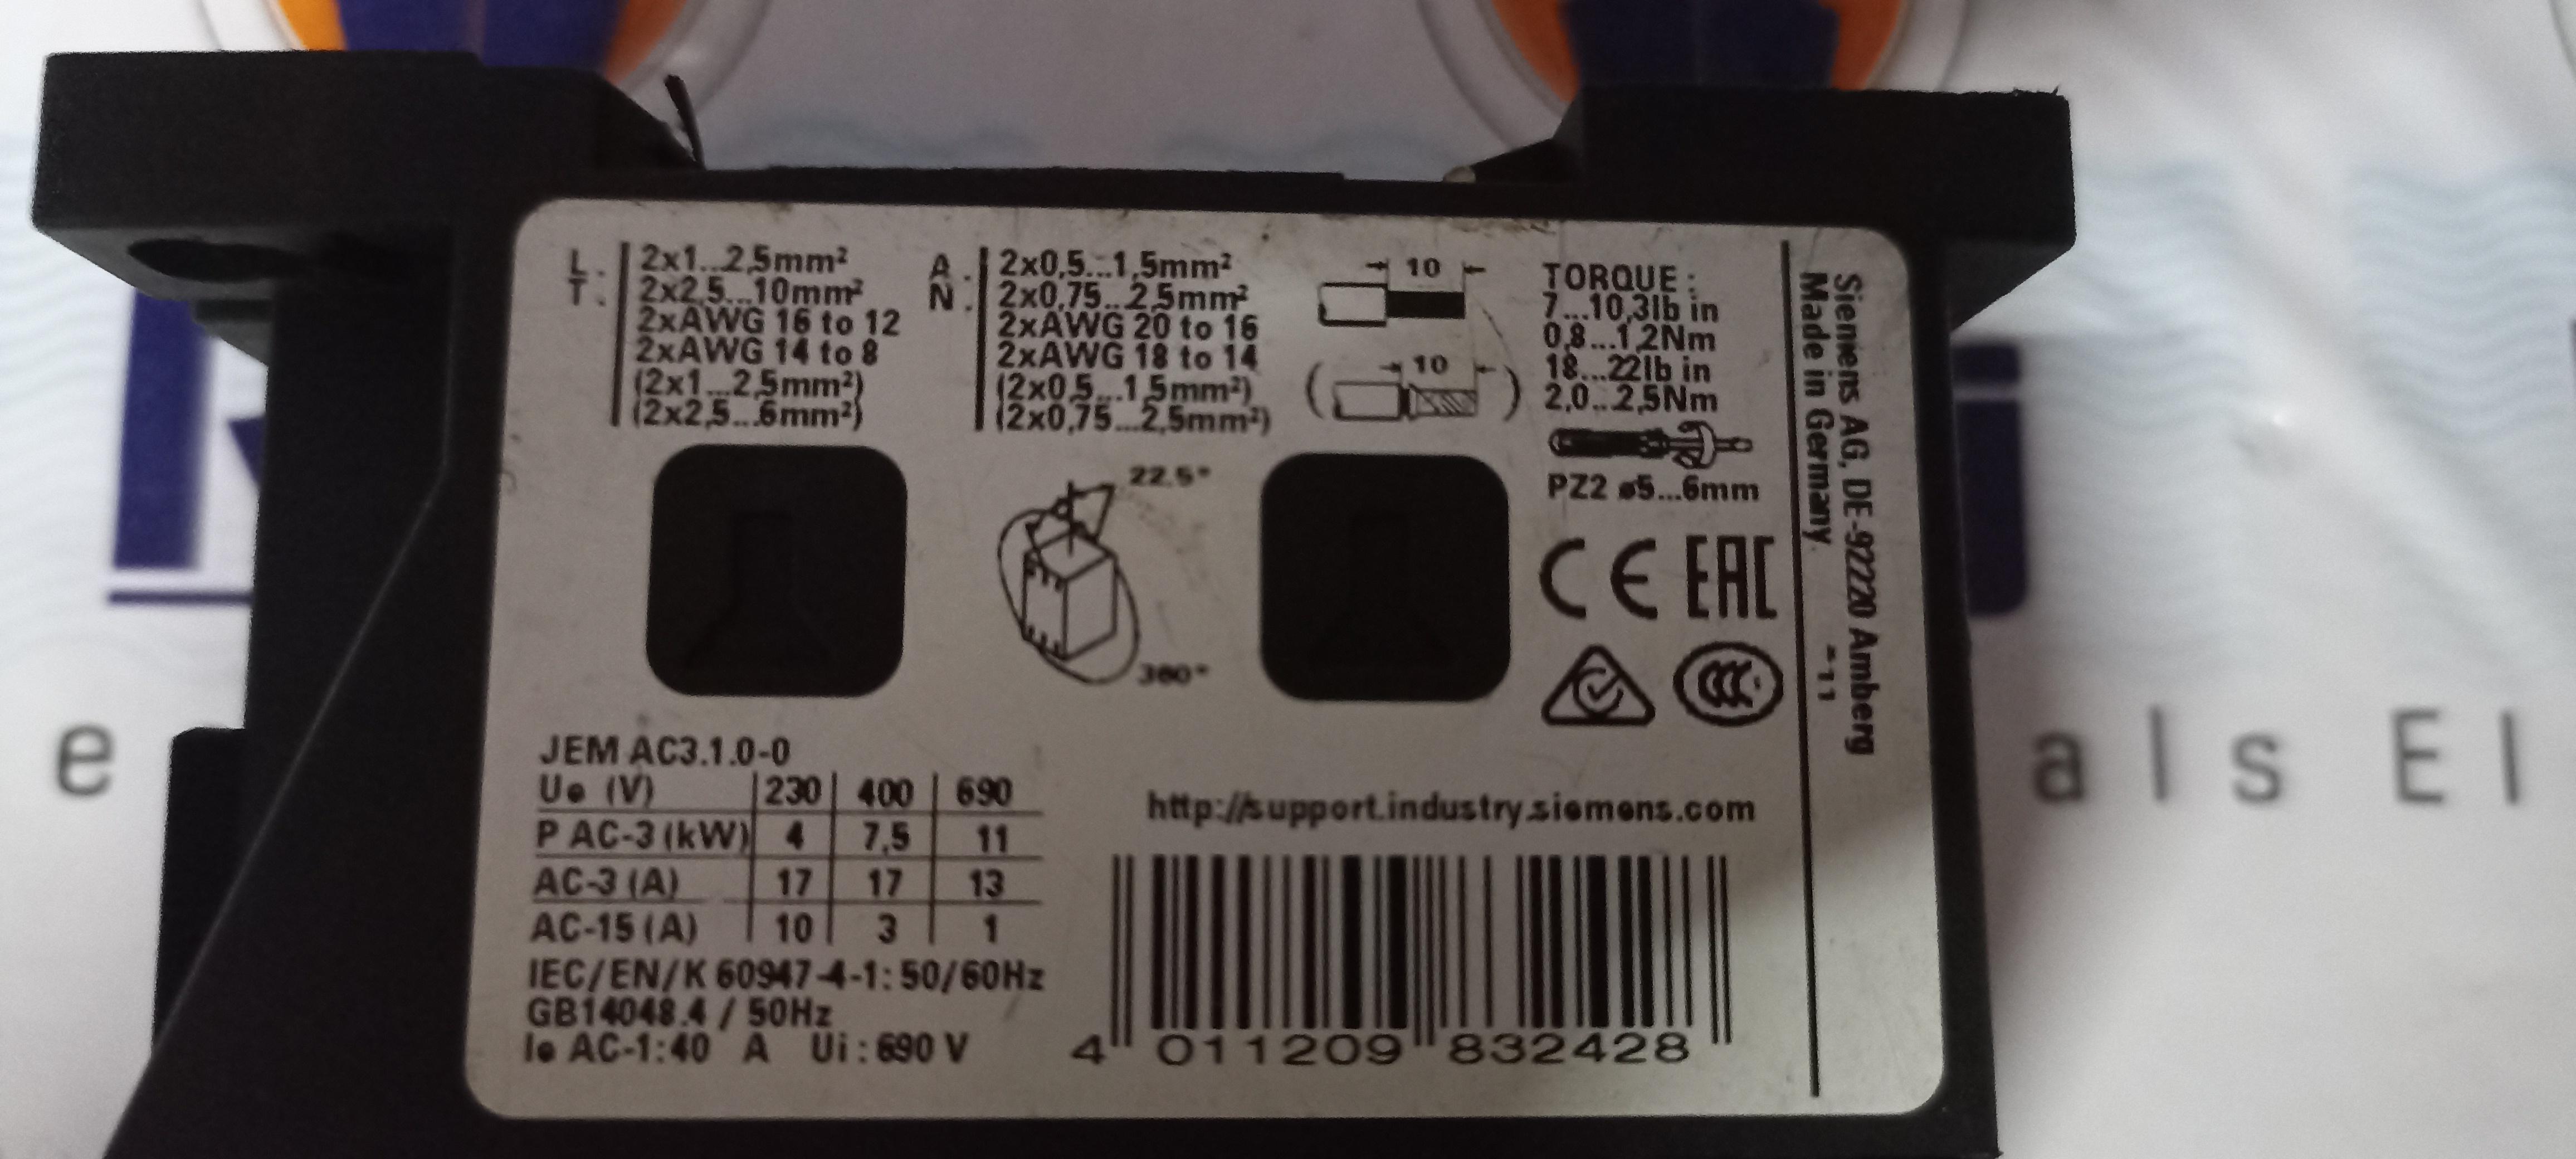 L. 2x1...2,5mm²
T. 2x2,5...10mm²
2xAWG 16 to 12
2xAWG 14 to 8
(2x1...2,5mm²)
(2x2,5...6mm²)
A. 2x0,5...1,5mm²
N. 2x0,75...2,5mm²
2xAWG 20 to 16
2xAWG 18 to 14
(2x0,5...1,5mm²)
(2x0,75...2,5mm²)
10
10
TORQUE :
7...10,3lb in
0,8...1,2Nm
18...22lb in
2,0...2,5Nm
PZ2 ø5...6mm
22.5°
360°
CE EAC
CCC
Siemens AG, DE-92220 Amberg
Made in Germany
JEM AC3.1.0-0
Ue (V) 230 400 690
P AC-3 (kW) 4 7,5 11
AC-3 (A) 17 17 13
AC-15 (A) 10 3 1
IEC/EN/K 60947-4-1: 50/60Hz
GB14048.4 / 50Hz
Ie AC-1:40 A Ui : 690 V
http://support.industry.siemens.com
4 011209 832428
e
als El